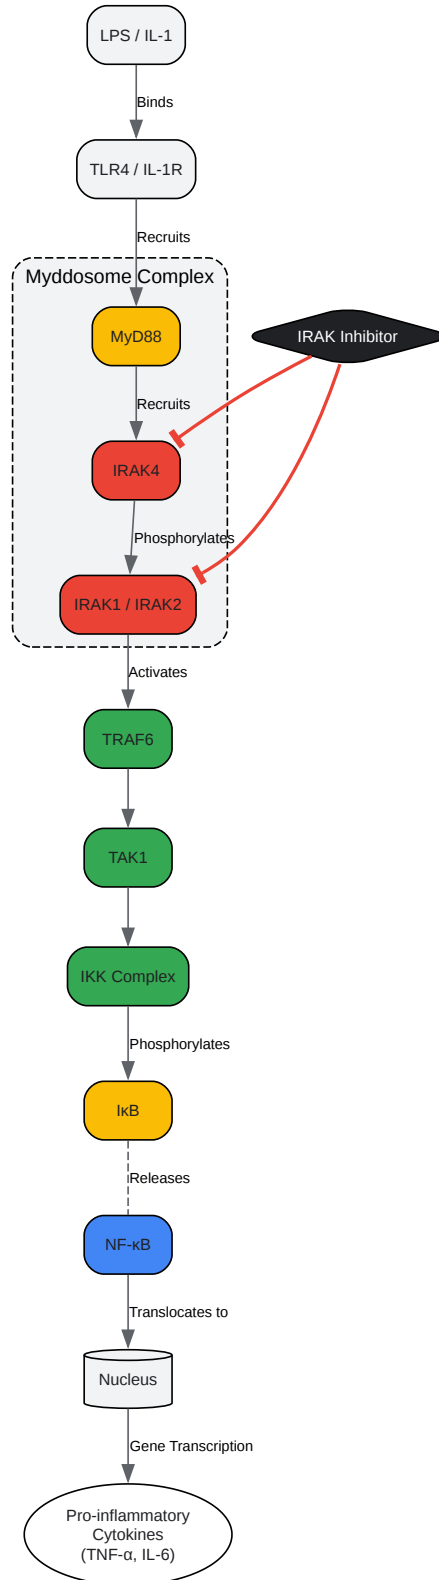 LPS / IL-1
Binds
TLR4 / IL-1R
Recruits
Myddosome Complex
MyD88
IRAK Inhibitor
Recruits
IRAK4
Phosphorylates
IRAK1 / IRAK2
Activates
TRAF6
TAK1
IKK Complex
Phosphorylates
IκB
Releases
NF-κB
Translocates to
Nucleus
Gene Transcription
Pro-inflammatory
Cytokines
(TNF-α, IL-6)